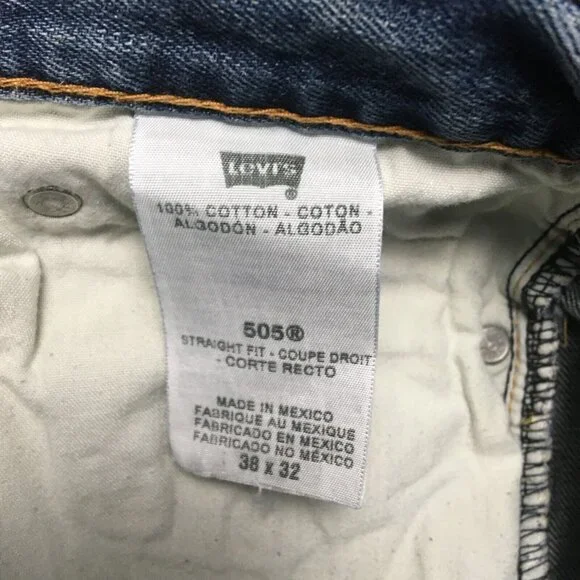 LEVI'S
®
100% COTTON - COTON -
ALGODÓN - ALGODÃO
505®
STRAIGHT FIT - COUPE DROIT
- CORTE RECTO
MADE IN MEXICO
FABRIQUE AU MEXIQUE
FABRICADO EN MEXICO
FABRICADO NO MÉXICO
38 X 32